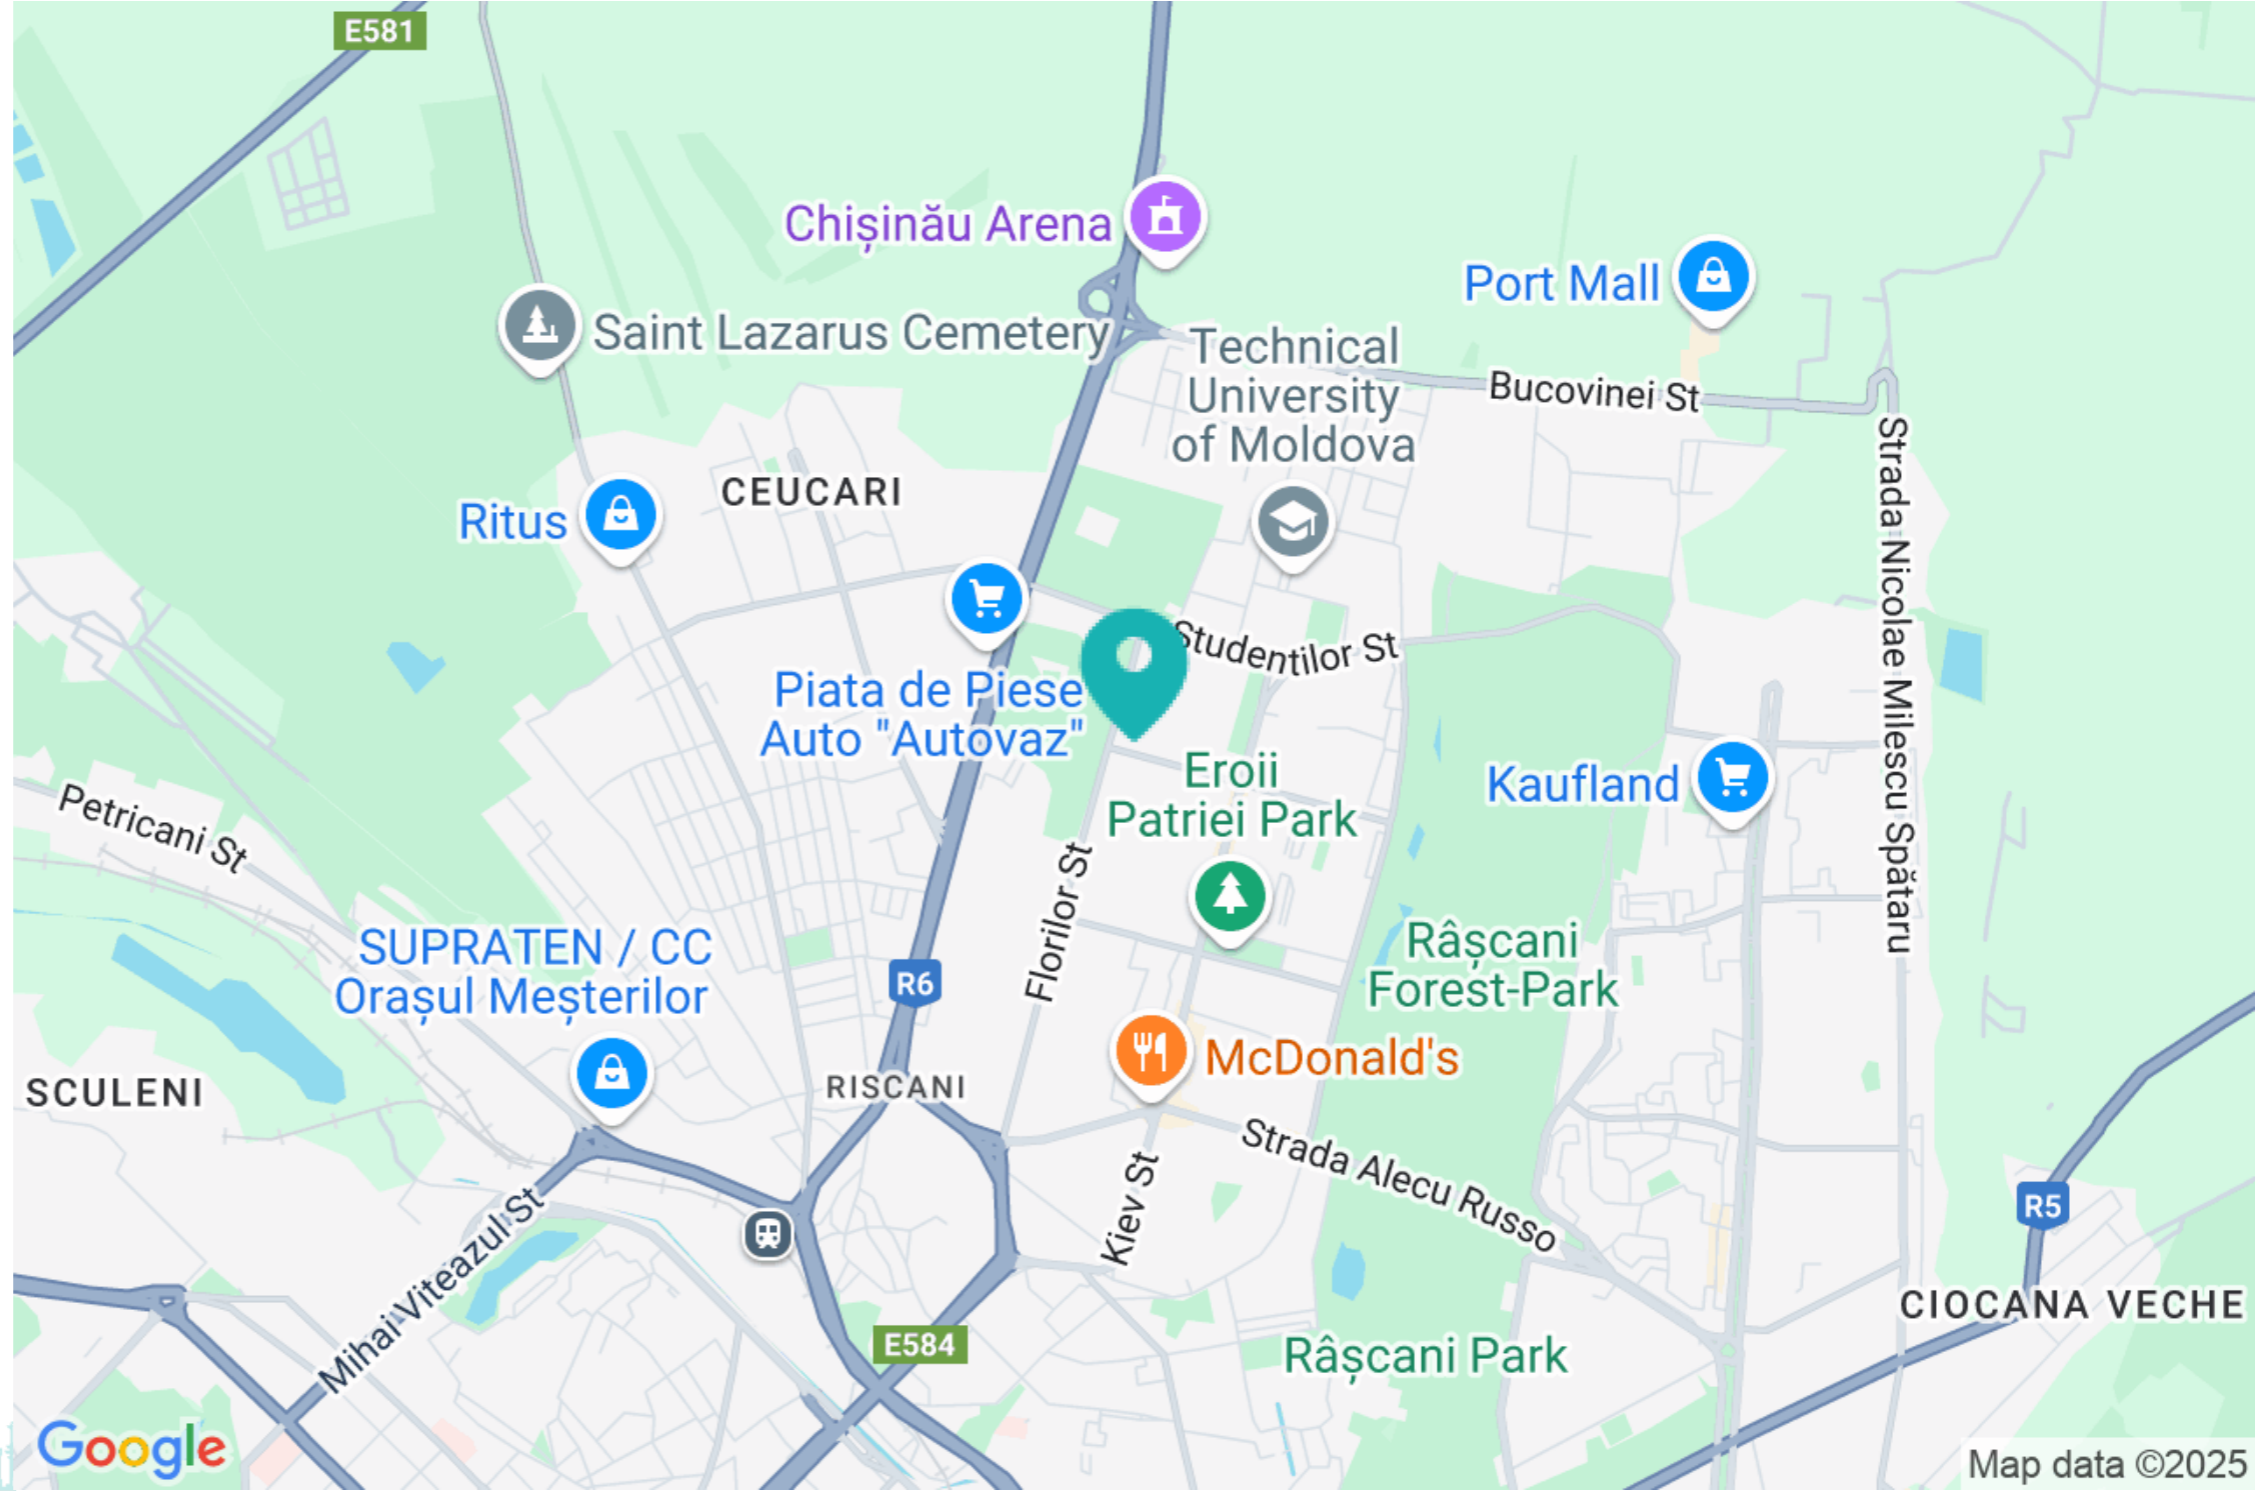 E581
Chișinău Arena
Port Mall
Saint Lazarus Cemetery
Technical
University
of Moldova
Bucovinei St
CEUCARI
Ritus
Strada Nicolae Milescu Spătaru
Studentilor St
Piata de Piese
Auto "Autovaz"
Eroii
Patriei Park
Kaufland
Petricani St
Florilor St
SUPRATEN / CC
Orașul Meșterilor
R6
Râșcani
Forest-Park
McDonald's
SCULENI
RISCANI
Strada Alecu Russo
Kiev St
R5
Mihai Viteazul St
CIOCANA VECHE
E584
Râșcani Park
Google
Map data ©2025